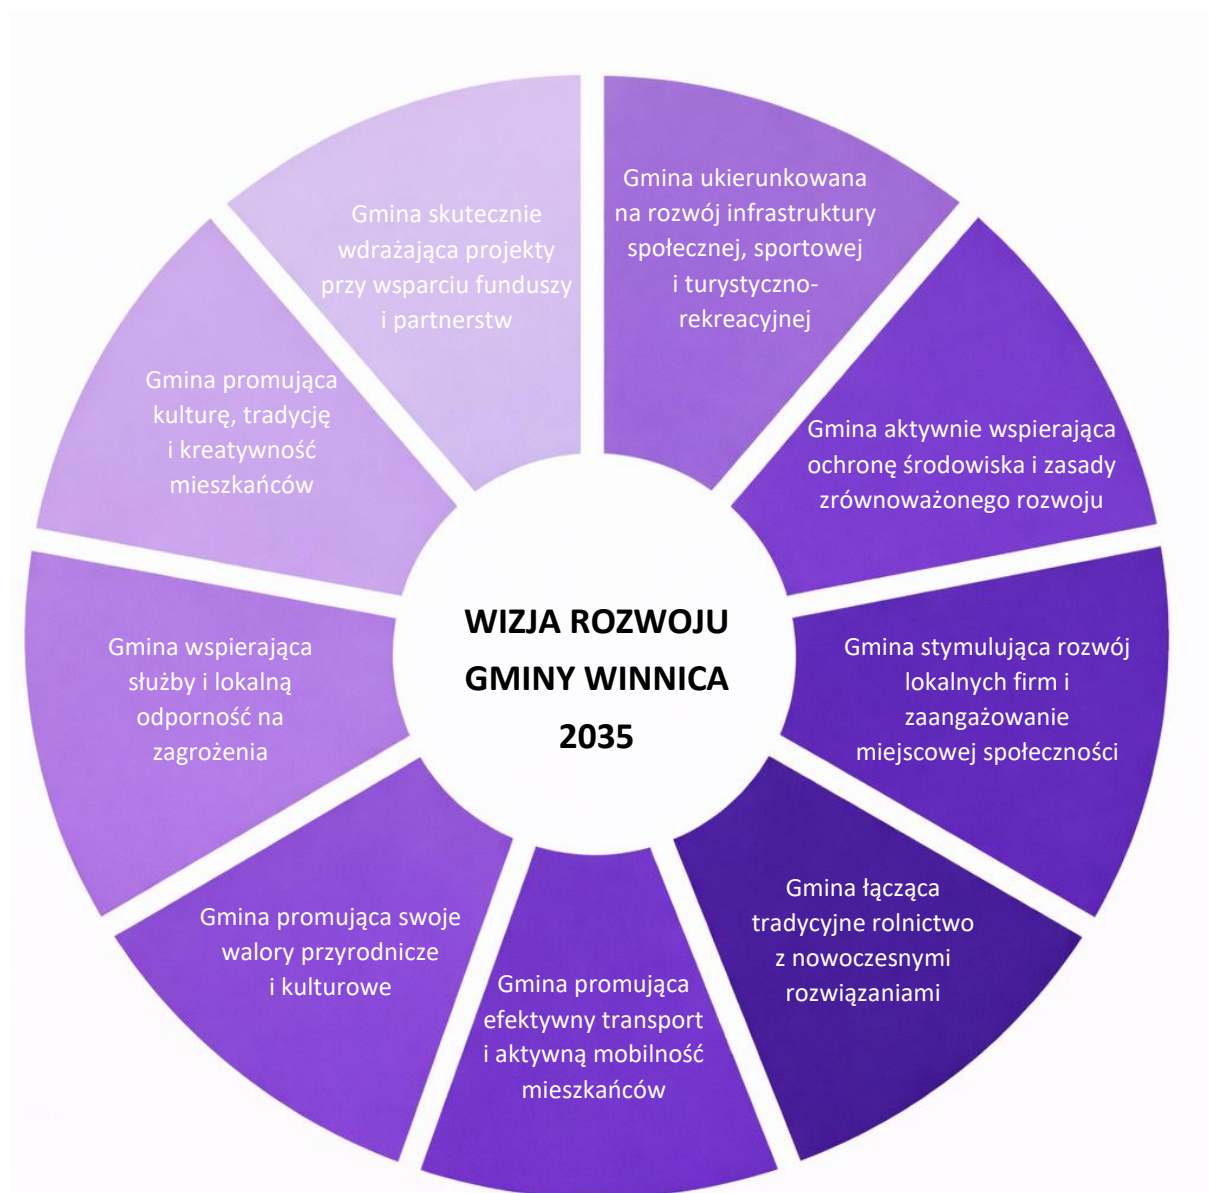 Gmina ukierunkowana
na rozwój infrastruktury
społecznej, sportowej
i turystyczno-
rekreacyjnej
Gmina aktywnie wspierająca
ochronę środowiska i zasady
zrównoważonego rozwoju
Gmina stymulująca rozwój
lokalnych firm i
zaangażowanie
miejscowej społeczności
Gmina łącząca
tradycyjne rolnictwo
z nowoczesnymi
rozwiązaniami
Gmina promująca
efektywny transport
i aktywną mobilność
mieszkańców
Gmina promująca swoje
walory przyrodnicze
i kulturowe
Gmina wspierająca
służby i lokalną
odporność na
zagrożenia
Gmina promująca
kulturę, tradycję
i kreatywność
mieszkańców
Gmina skutecznie
wdrażająca projekty
przy wsparciu funduszy
i partnerstw
WIZJA ROZWOJU
GMINY WINNICA
2035